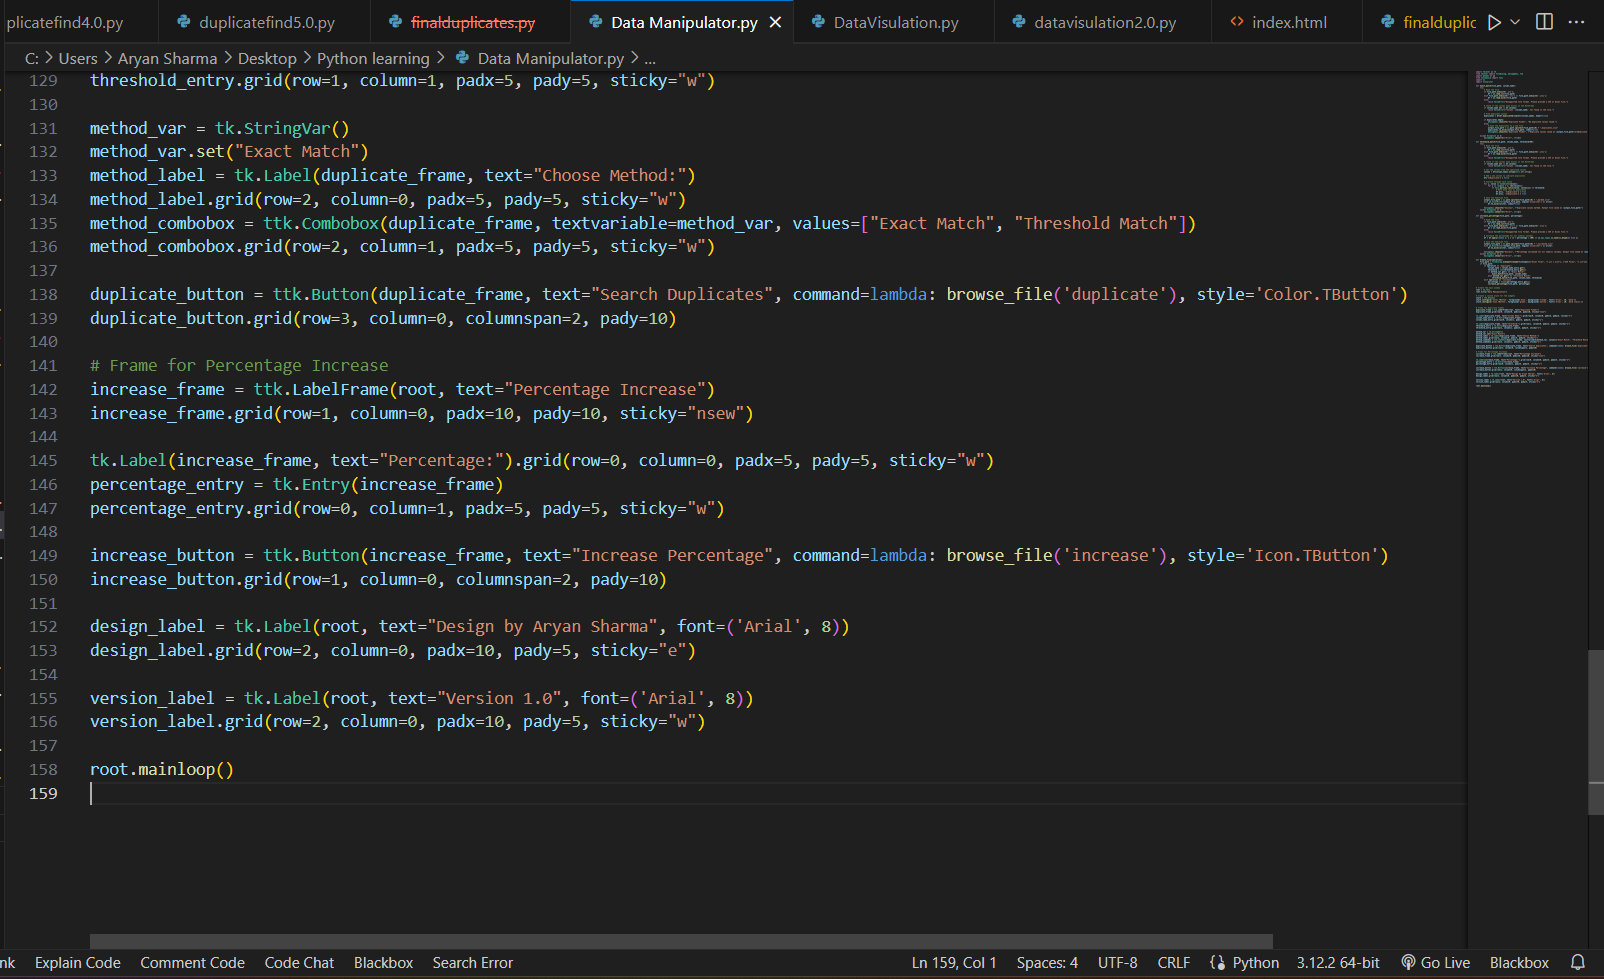 plicatefind4.0.py duplicatefind5.0.py finalduplicates.py Data Manipulator.py DataVisulation.py datavisulation2.0.py index.html finalduplic
C: > Users > Aryan Sharma > Desktop > Python learning > Data Manipulator.py > ...
129 threshold_entry.grid(row=1, column=1, padx=5, pady=5, sticky="w")
130
131 method_var = tk.StringVar()
132 method_var.set("Exact Match")
133 method_label = tk.Label(duplicate_frame, text="Choose Method:")
134 method_label.grid(row=2, column=0, padx=5, pady=5, sticky="w")
135 method_combobox = ttk.Combobox(duplicate_frame, textvariable=method_var, values=["Exact Match", "Threshold Match"])
136 method_combobox.grid(row=2, column=1, padx=5, pady=5, sticky="w")
137
138 duplicate_button = ttk.Button(duplicate_frame, text="Search Duplicates", command=lambda: browse_file('duplicate'), style='Color.TButton')
139 duplicate_button.grid(row=3, column=0, columnspan=2, pady=10)
140
141 # Frame for Percentage Increase
142 increase_frame = ttk.LabelFrame(root, text="Percentage Increase")
143 increase_frame.grid(row=1, column=0, padx=10, pady=10, sticky="nsew")
144
145 tk.Label(increase_frame, text="Percentage:").grid(row=0, column=0, padx=5, pady=5, sticky="w")
146 percentage_entry = tk.Entry(increase_frame)
147 percentage_entry.grid(row=0, column=1, padx=5, pady=5, sticky="w")
148
149 increase_button = ttk.Button(increase_frame, text="Increase Percentage", command=lambda: browse_file('increase'), style='Icon.TButton')
150 increase_button.grid(row=1, column=0, columnspan=2, pady=10)
151
152 design_label = tk.Label(root, text="Design by Aryan Sharma", font=('Arial', 8))
153 design_label.grid(row=2, column=0, padx=10, pady=5, sticky="e")
154
155 version_label = tk.Label(root, text="Version 1.0", font=('Arial', 8))
156 version_label.grid(row=2, column=0, padx=10, pady=5, sticky="w")
157
158 root.mainloop()
159
nk Explain Code Comment Code Code Chat Blackbox Search Error Ln 159, Col 1 Spaces: 4 UTF-8 CRLF Python 3.12.2 64-bit Go Live Blackbox